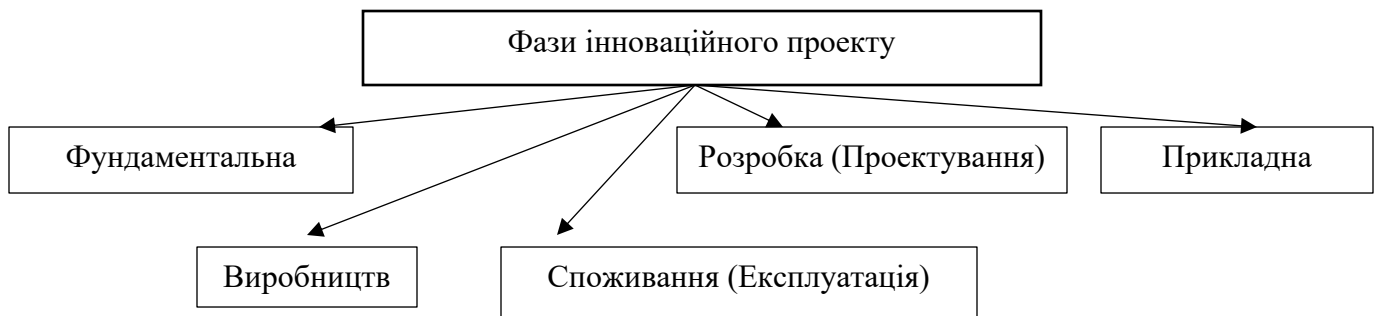 Фази інноваційного проекту
Фундаментальна
Розробка (Проектування)
Прикладна
Виробництв
Споживання (Експлуатація)